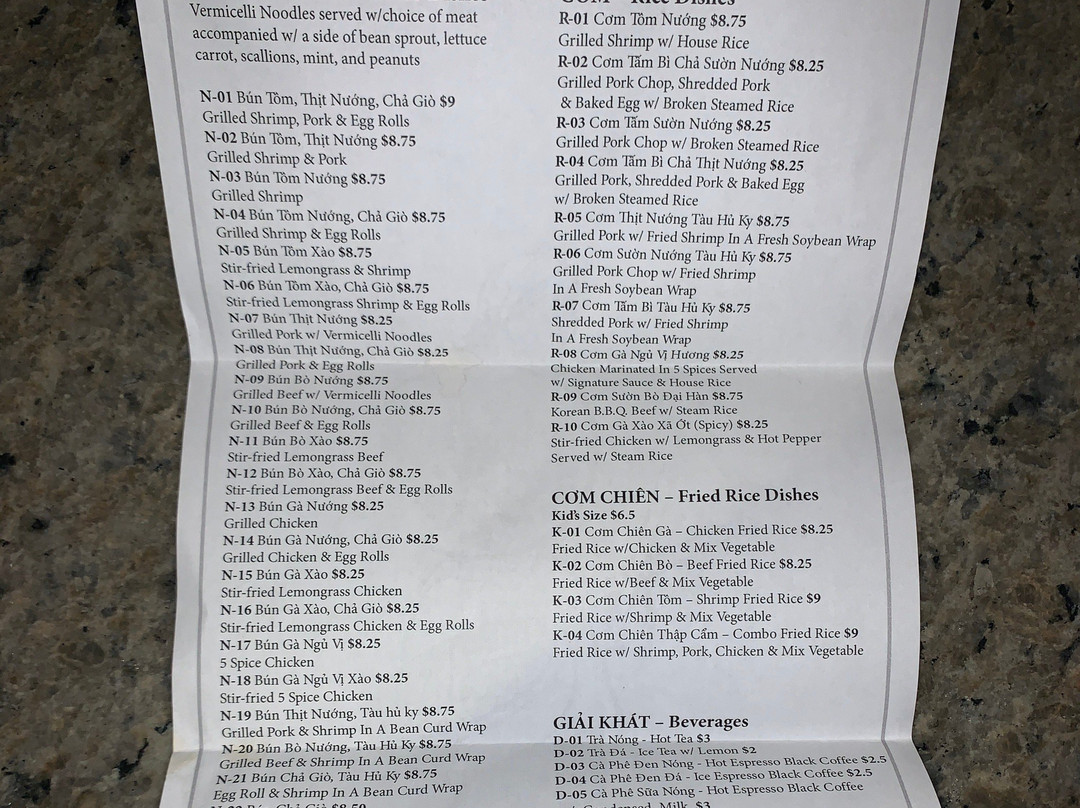 Vermicelli Noodles served w/choice of meat
accompanied w/ a side of bean sprout, lettuce
carrot, scallions, mint, and peanuts
N-01 Bún Tôm, Thịt Nướng, Chả Giò $9
Grilled Shrimp, Pork & Egg Rolls
N-02 Bún Tôm, Thịt Nướng $8.75
Grilled Shrimp & Pork
N-03 Bún Tôm Nướng $8.75
Grilled Shrimp
N-04 Bún Tôm Nướng, Chả Giò $8.75
Grilled Shrimp & Egg Rolls
N-05 Bún Tôm Xào $8.75
Stir-fried Lemongrass & Shrimp
N-06 Bún Tôm Xào, Chả Giò $8.75
Stir-fried Lemongrass Shrimp & Egg Rolls
N-07 Bún Thịt Nướng $8.25
Grilled Pork w/ Vermicelli Noodles
N-08 Bún Thịt Nướng, Chả Giò $8.25
Grilled Pork & Egg Rolls
N-09 Bún Bò Nướng $8.75
Grilled Beef w/ Vermicelli Noodles
N-10 Bún Bò Nướng, Chả Giò $8.75
Grilled Beef & Egg Rolls
N-11 Bún Bò Xào $8.75
Stir-fried Lemongrass Beef
N-12 Bún Bò Xào, Chả Giò $8.75
Stir-fried Lemongrass Beef & Egg Rolls
N-13 Bún Gà Nướng $8.25
Grilled Chicken
N-14 Bún Gà Nướng, Chả Giò $8.25
Grilled Chicken & Egg Rolls
N-15 Bún Gà Xào $8.25
Stir-fried Lemongrass Chicken
N-16 Bún Gà Xào, Chả Giò $8.25
Stir-fried Lemongrass Chicken & Egg Rolls
N-17 Bún Gà Ngủ Vị $8.25
5 Spice Chicken
N-18 Bún Gà Ngủ Vị Xào $8.25
Stir-fried 5 Spice Chicken
N-19 Bún Thịt Nướng, Tàu hủ ky $8.75
Grilled Pork & Shrimp In A Bean Curd Wrap
N-20 Bún Bò Nướng, Tàu Hủ Ky $8.75
Grilled Beef & Shrimp In A Bean Curd Wrap
N-21 Bún Chả Giò, Tàu Hủ Ky $8.75
Egg Roll & Shrimp In A Bean Curd Wrap
Chả Giò $8.50
CƠM – Rice Dishes
R-01 Cơm Tôm Nướng $8.75
Grilled Shrimp w/ House Rice
R-02 Cơm Tấm Bì Chả Sườn Nướng $8.25
Grilled Pork Chop, Shredded Pork
& Baked Egg w/ Broken Steamed Rice
R-03 Cơm Tấm Sườn Nướng $8.25
Grilled Pork Chop w/ Broken Steamed Rice
R-04 Cơm Tấm Bì Chả Thịt Nướng $8.25
Grilled Pork, Shredded Pork & Baked Egg
w/ Broken Steamed Rice
R-05 Cơm Thịt Nướng Tàu Hủ Ky $8.75
Grilled Pork w/ Fried Shrimp In A Fresh Soybean Wrap
R-06 Cơm Sườn Nướng Tàu Hủ Ky $8.75
Grilled Pork Chop w/ Fried Shrimp
In A Fresh Soybean Wrap
R-07 Cơm Tấm Bì Tàu Hủ Ky $8.75
Shredded Pork w/ Fried Shrimp
In A Fresh Soybean Wrap
R-08 Cơm Gà Ngủ Vị Hương $8.25
Chicken Marinated In 5 Spices Served
w/ Signature Sauce & House Rice
R-09 Cơm Sườn Bò Đại Hàn $8.75
Korean B.B.Q. Beef w/ Steam Rice
R-10 Cơm Gà Xào Xã Ớt (Spicy) $8.25
Stir-fried Chicken w/ Lemongrass & Hot Pepper
Served w/ Steam Rice
CƠM CHIÊN – Fried Rice Dishes
Kid's Size $6.5
K-01 Cơm Chiên Gà – Chicken Fried Rice $8.25
Fried Rice w/Chicken & Mix Vegetable
K-02 Cơm Chiên Bò – Beef Fried Rice $8.25
Fried Rice w/Beef & Mix Vegetable
K-03 Cơm Chiên Tôm – Shrimp Fried Rice $9
Fried Rice w/Shrimp & Mix Vegetable
K-04 Cơm Chiên Thập Cẩm – Combo Fried Rice $9
Fried Rice w/ Shrimp, Pork, Chicken & Mix Vegetable
GIẢI KHÁT – Beverages
D-01 Trà Nóng - Hot Tea $3
D-02 Trà Đá - Ice Tea w/ Lemon $2
D-03 Cà Phê Đen Nóng - Hot Espresso Black Coffee $2.5
D-04 Cà Phê Đen Đá - Ice Espresso Black Coffee $2.5
D-05 Cà Phê Sữa Nóng - Hot Espresso Black Coffee
Condensed Milk $3